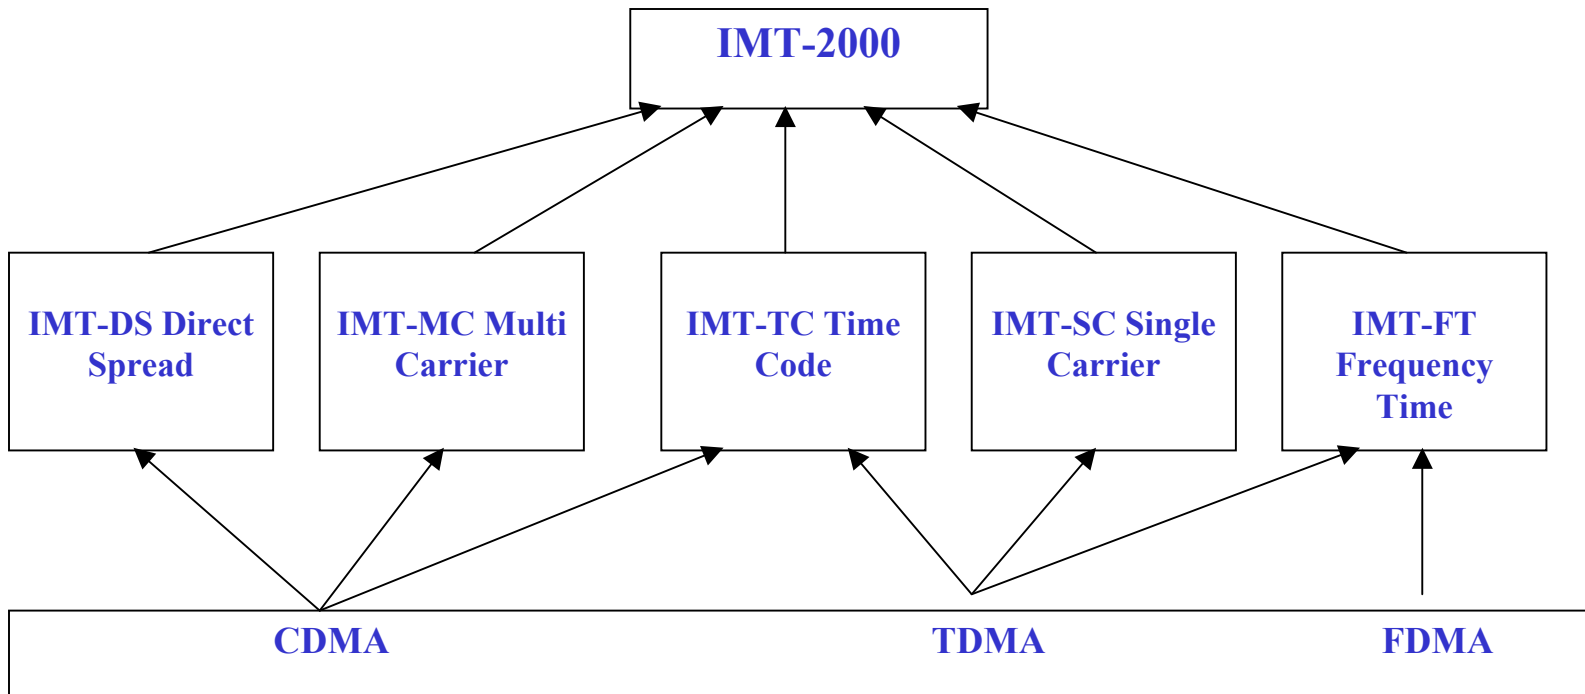 IMT-2000
IMT-DS Direct
Spread
IMT-MC Multi
Carrier
IMT-TC Time
Code
IMT-SC Single
Carrier
IMT-FT
Frequency
Time
CDMA
TDMA
FDMA